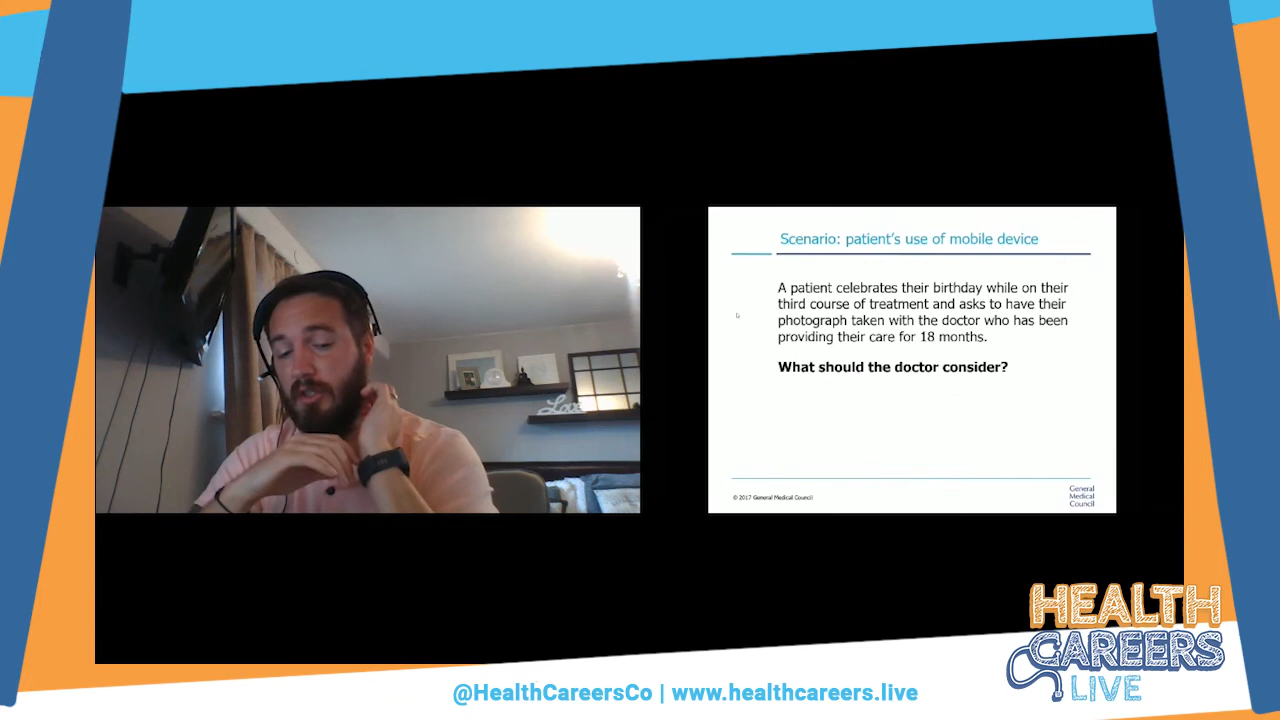 Scenario: patient's use of mobile device
A patient celebrates their birthday while on their
third course of treatment and asks to have their
photograph taken with the doctor who has been
providing their care for 18 months.
What should the doctor consider?
© 2017 General Medical Council
General
Medical
Council
Love
HEALTH
CAREERS
LIVE
@HealthCareersCo | www.healthcareers.live